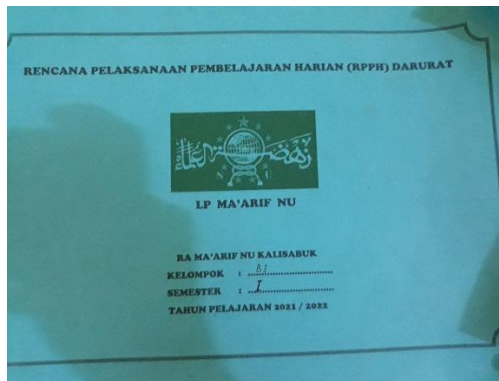 RENCANA PELAKSANAAN PEMBELAJARAN HARIAN (RPPH) DARURAT
N U
LP MA'ARIF NU
RA MA'ARIF NU KALISABUK
KELOMPOK : B1
SEMESTER : I
TAHUN PELAJARAN 2021 / 2022